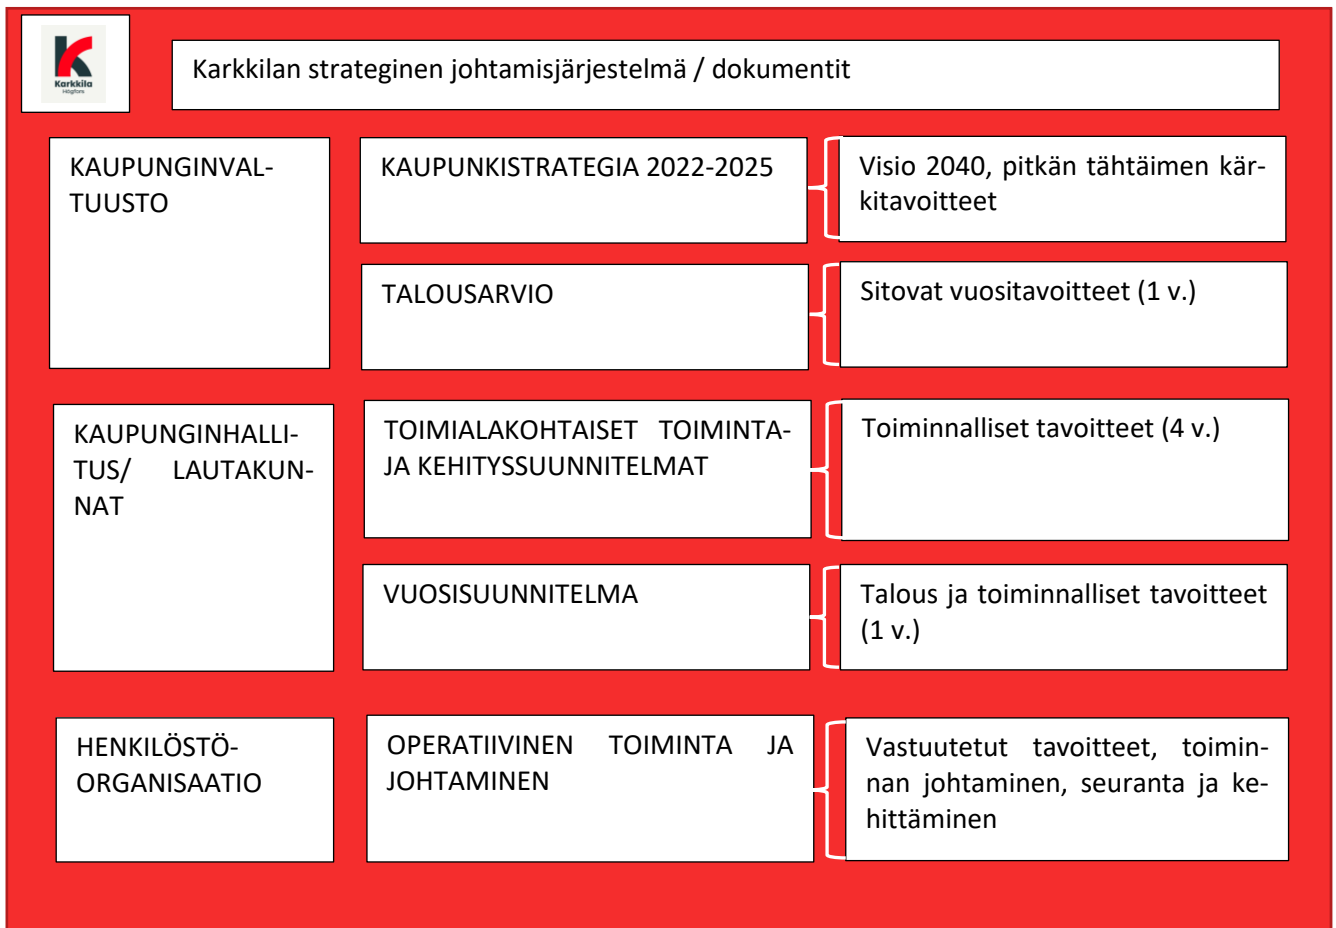 Karkkila
Högfors
Karkkilan strateginen johtamisjärjestelmä / dokumentit
KAUPUNGINVAL-
TUUSTO
KAUPUNKISTRATEGIA 2022-2025
Visio 2040, pitkän tähtäimen kär-
kitavoitteet
TALOUSARVIO
Sitovat vuositavoitteet (1 v.)
KAUPUNGINHALLI-
TUS/ LAUTAKUN-
NAT
TOIMIALAKOHTAISET TOIMINTA-
JA KEHITYSSUUNNITELMAT
Toiminnalliset tavoitteet (4 v.)
VUOSISUUNNITELMA
Talous ja toiminnalliset tavoitteet
(1 v.)
HENKILÖSTÖ-
ORGANISAATIO
OPERATIIVINEN TOIMINTA JA
JOHTAMINEN
Vastuutetut tavoitteet, toimin-
nan johtaminen, seuranta ja ke-
hittäminen